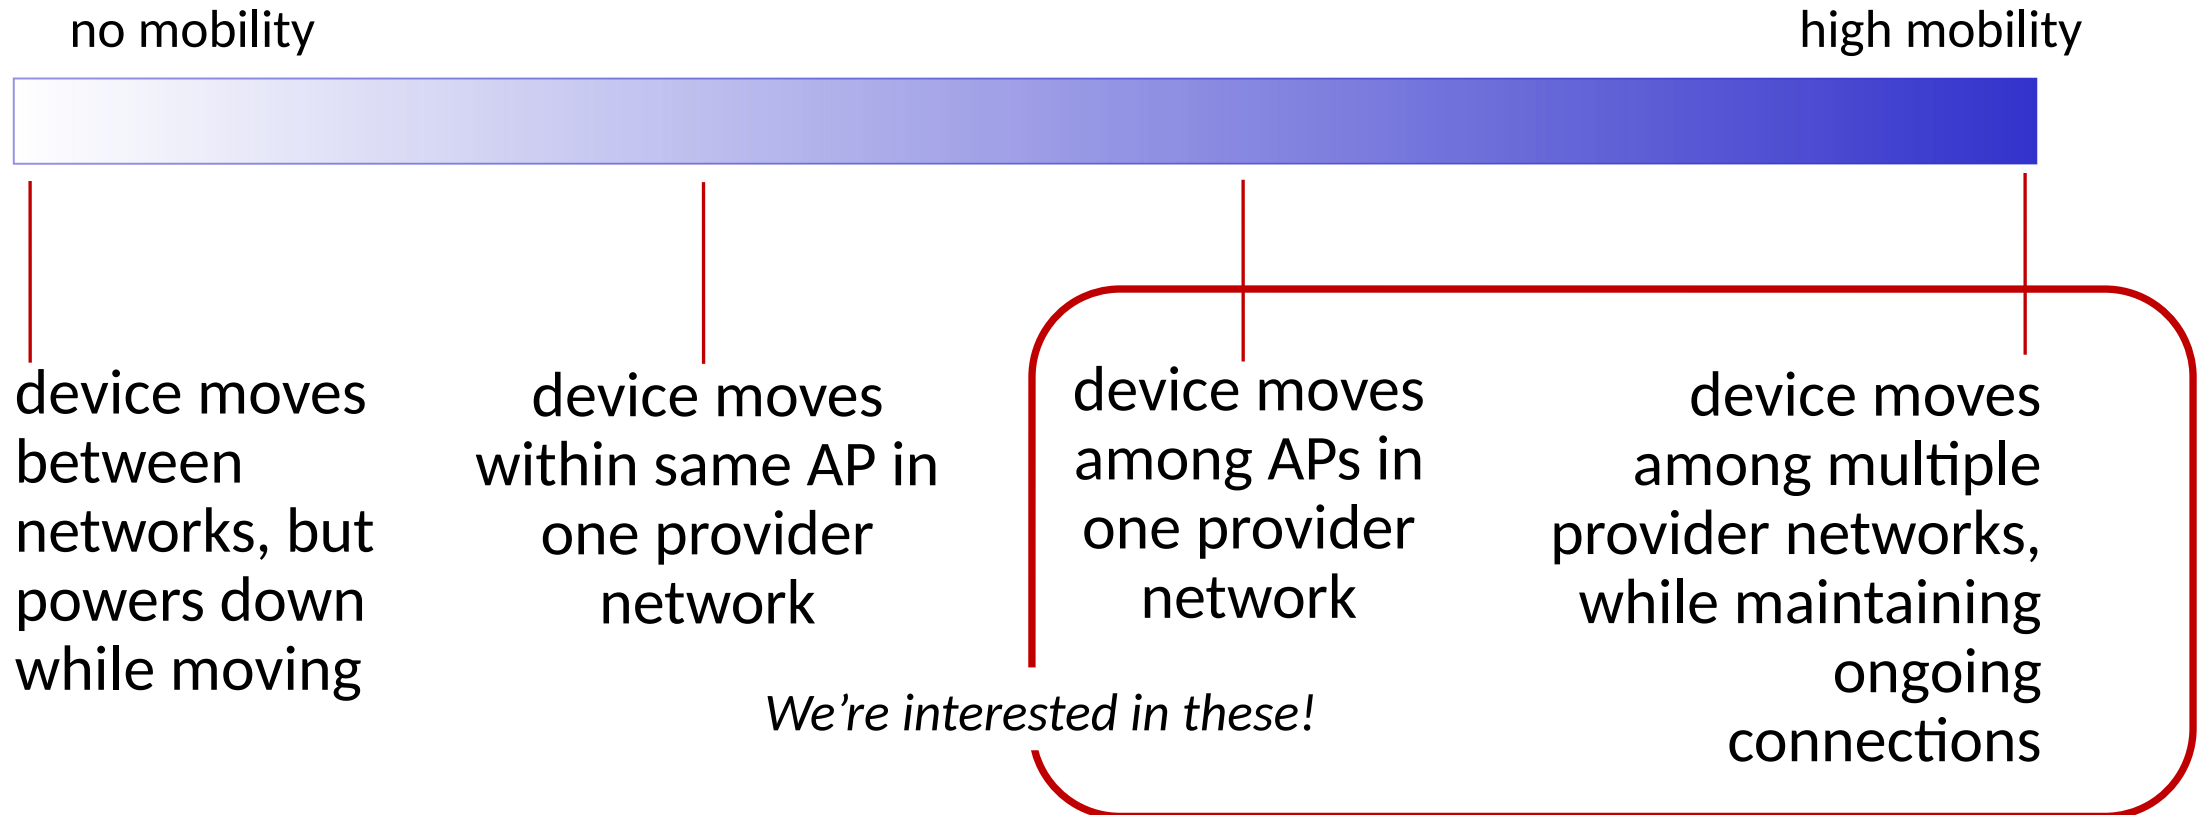 no mobility
high mobility
device moves
between
networks, but
powers down
while moving
device moves
within same AP in
one provider
network
device moves
among APs in
one provider
network
device moves
among multiple
provider networks,
while maintaining
ongoing
connections
We’re interested in these!